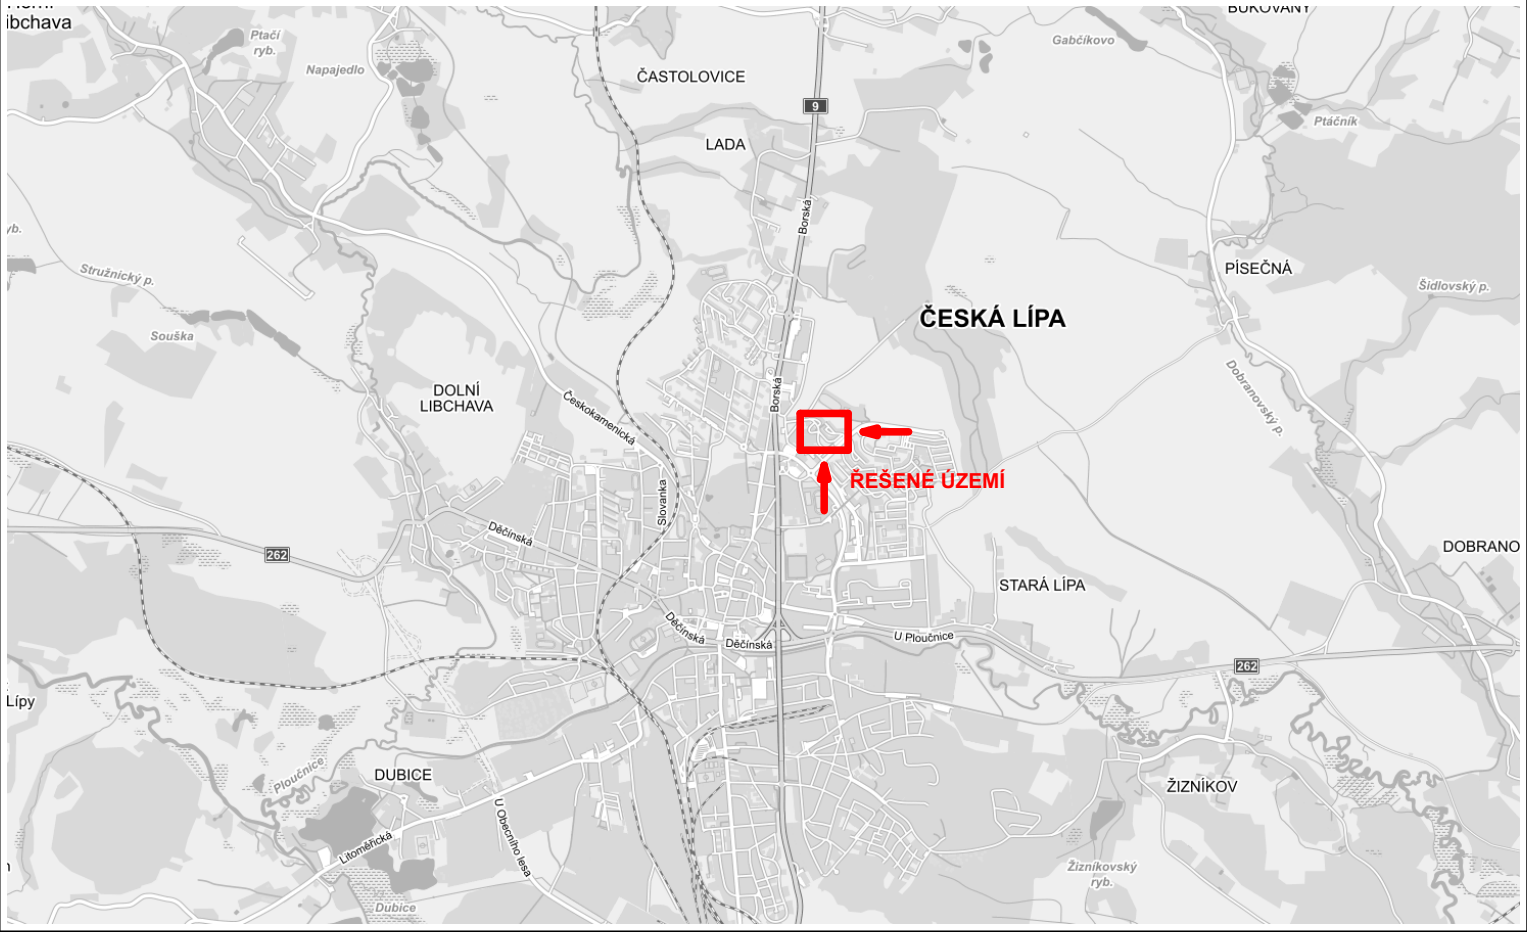 ibchava
BUKOVANY
Ptačí
ryb.
Gabčíkovo
Napajedlo
ČASTOLOVICE
9
Ptáčník
LADA
Borská
yb.
PÍSEČNÁ
Stružnický p.
Šidlovský p.
ČESKÁ LÍPA
Souška
DOLNÍ
LIBCHAVA
Českokamenická
Borská
Dobranovský p.
ŘEŠENÉ ÚZEMÍ
Slovanka
Děčínská
262
DOBRANO
STARÁ LÍPA
Děčínská
Děčínská
U Ploučnice
262
Lípy
Ploučnice
DUBICE
ŽIZNÍKOV
U Obecního lesa
Litoměřická
Žizníkovský
ryb.
Dubice